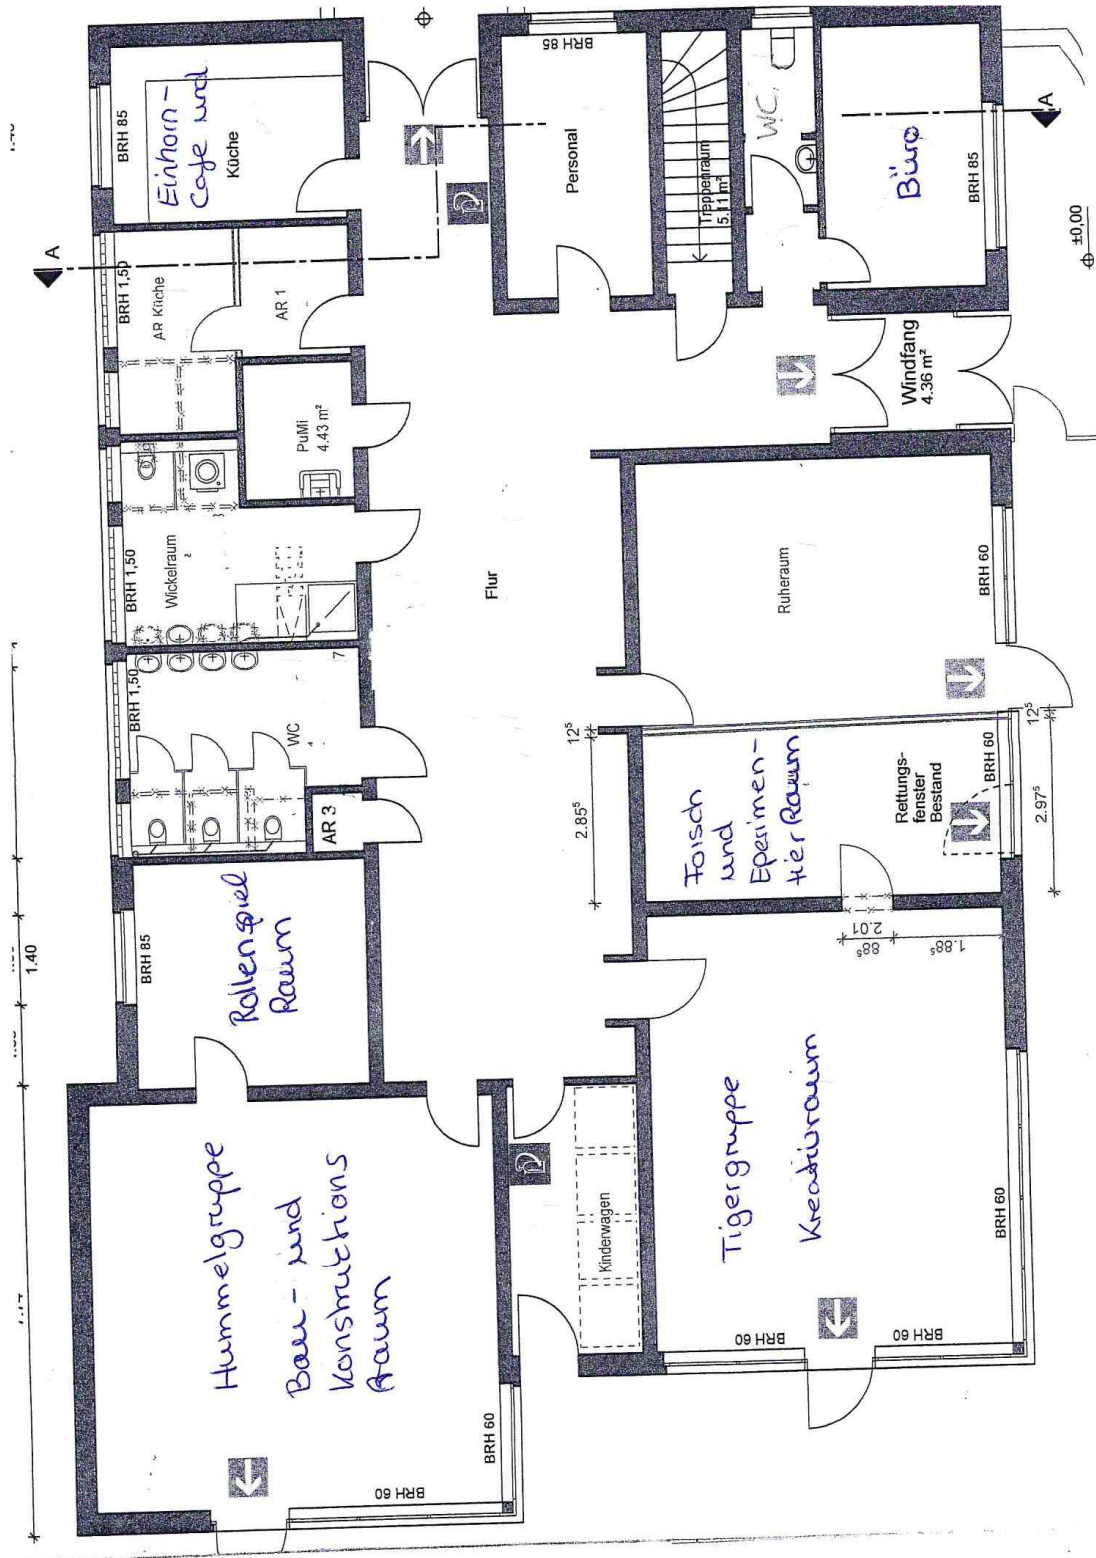 A
BRH 85
Einhorn-
Cafe und
Küche
BRH 1,50
AR Küche
AR 1
BRH 1,50
Wickelraum
PuMi
4.43 m²
BRH 1,50
WC
AR 3
BRH 85
Rollenspiel
Raum
1.40
Hummelgruppe
Bau- und
Konstruktions
Raum
BRH 60
BRH 60
Flur
Kinderwagen
BRH 85
Personal
Treppenraum
5.11 m²
WC
Büro
BRH 85
A
±0,00
Windfang
4.36 m²
Ruheraum
BRH 60
12⁵
2.85⁵
Forsch
und
Eperimen-
tier Raum
Rettungs-
fenster
Bestand
BRH 60
12⁵
2.97⁵
2.01
88⁵
1.88⁵
Tigergruppe
Kreativraum
BRH 60
BRH 60
BRH 60